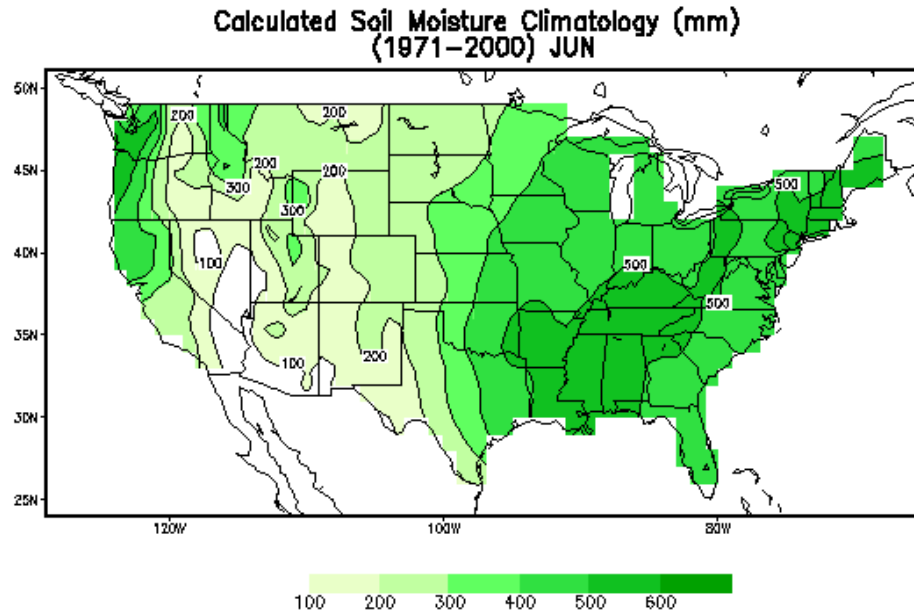 Calculated Soil Moisture Climatology (mm)
(1971–2000) JUN
50N
45N
40N
35N
30N
25N
200
200
200
200
300
300
100
500
500
500
200
100
120W
100W
80W
100 200 300 400 500 600